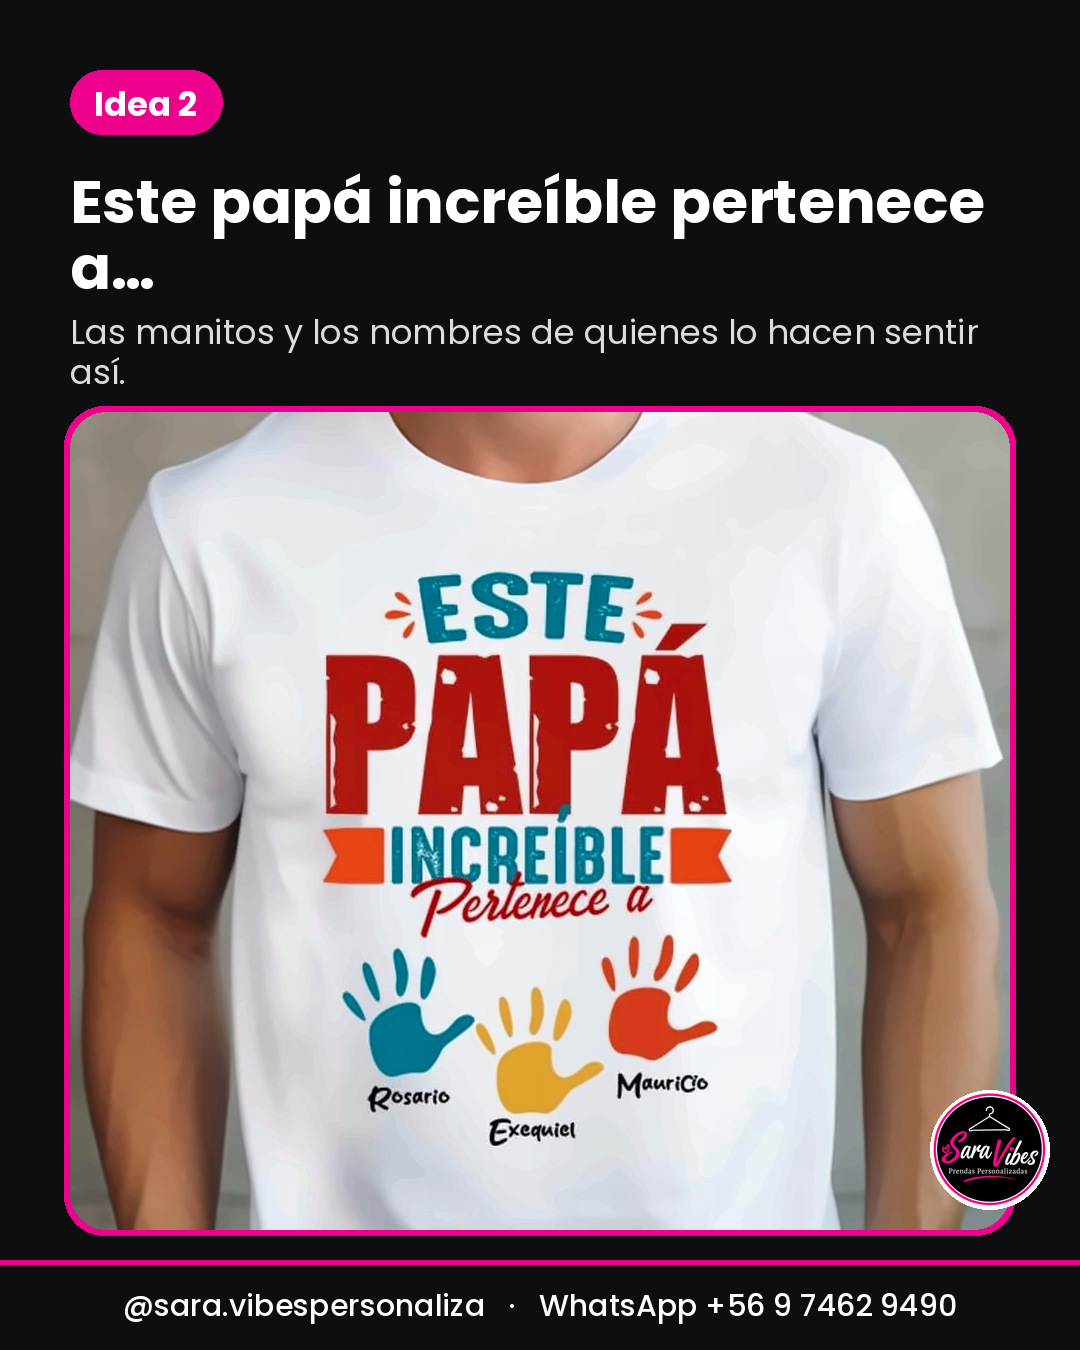 Idea 2
Este papá increíble pertenece
a...
Las manitos y los nombres de quienes lo hacen sentir
así.
ESTE
PAPÁ
INCREÍBLE
Pertenece a
Rosario
Exequiel
Mauricio
Sara Vibes
Prendas Personalizadas
@sara.vibespersonaliza · WhatsApp +56 9 7462 9490